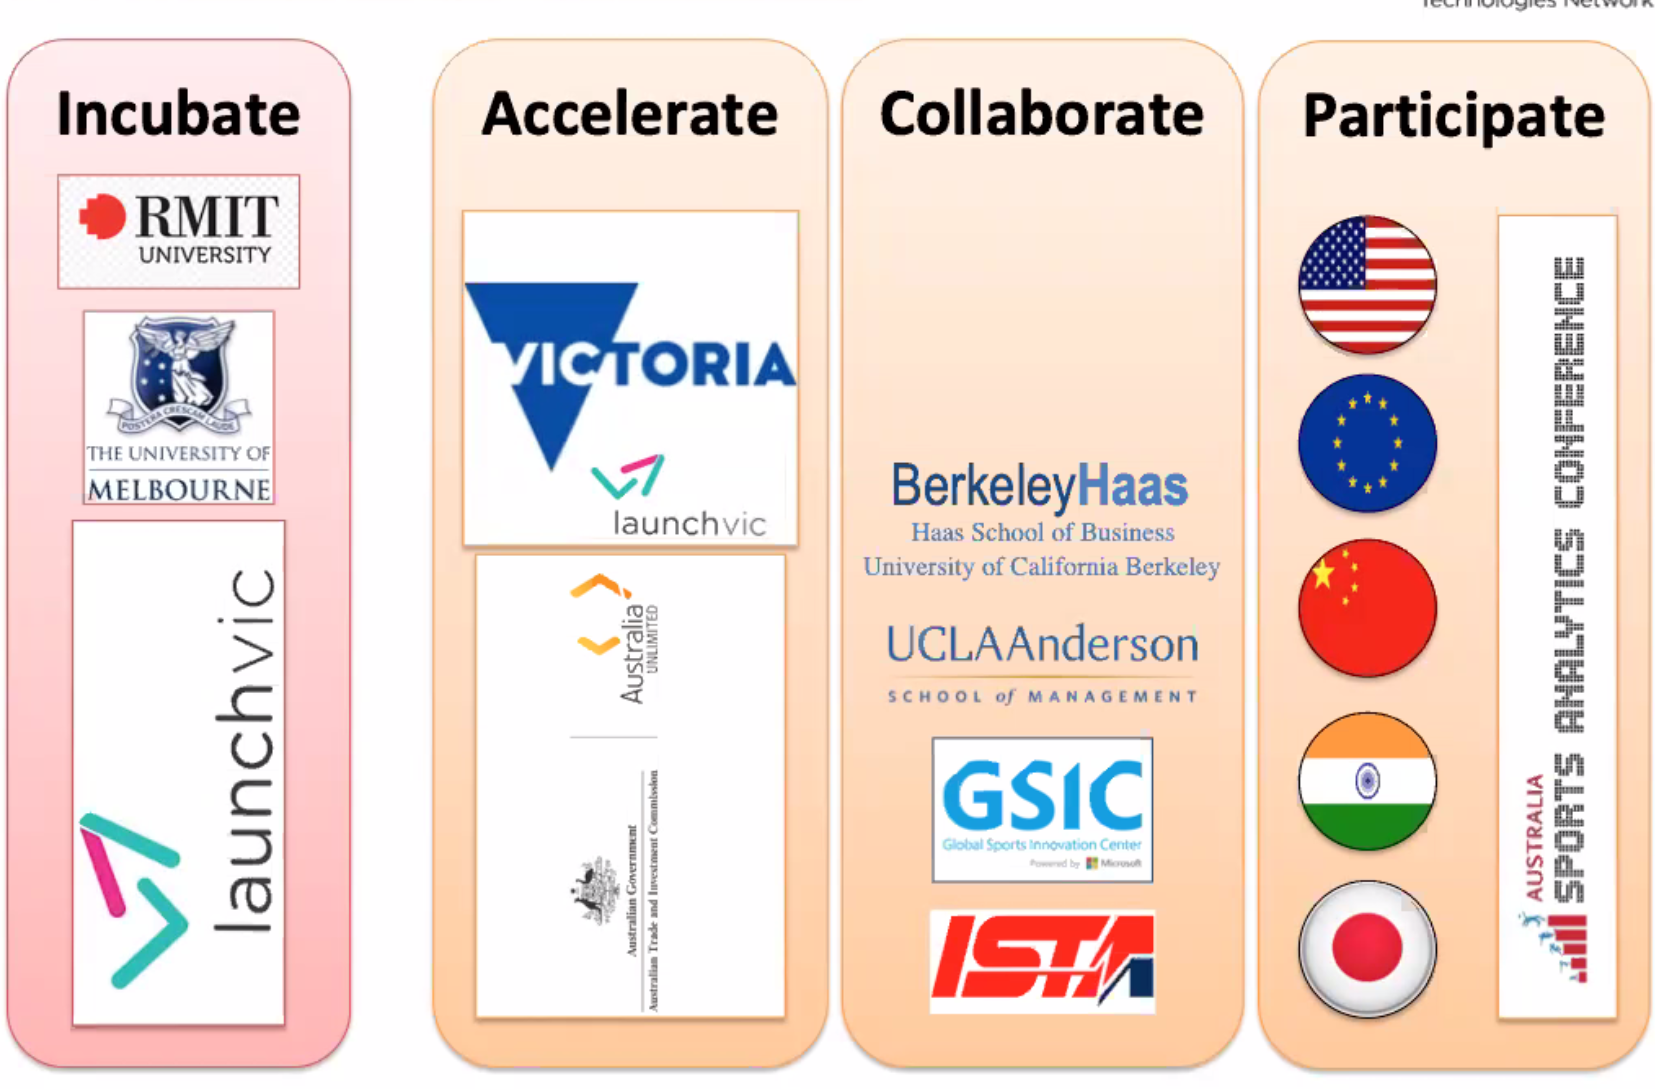 Technologies Network
Incubate
RMIT
UNIVERSITY
POSTERA CRESCAM LAUDE
THE UNIVERSITY OF
MELBOURNE
launchvic
Accelerate
VICTORIA
launchvic
Australia
UNLIMITED
Australian Government
Australian Trade and Investment Commission
Collaborate
BerkeleyHaas
Haas School of Business
University of California Berkeley
UCLAAnderson
SCHOOL of MANAGEMENT
GSIC
Global Sports Innovation Center
Powered by Microsoft
ISTA
Participate
AUSTRALIA
SPORTS ANALYTICS CONFERENCE